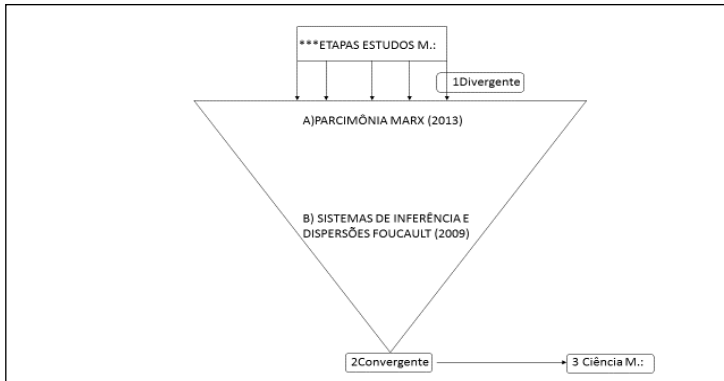 ***ETAPAS ESTUDOS M.:
1Divergente
A)PARCIMÔNIA MARX (2013)
B) SISTEMAS DE INFERÊNCIA E
DISPERSÕES FOUCAULT (2009)
2Convergente
3 Ciência M.: